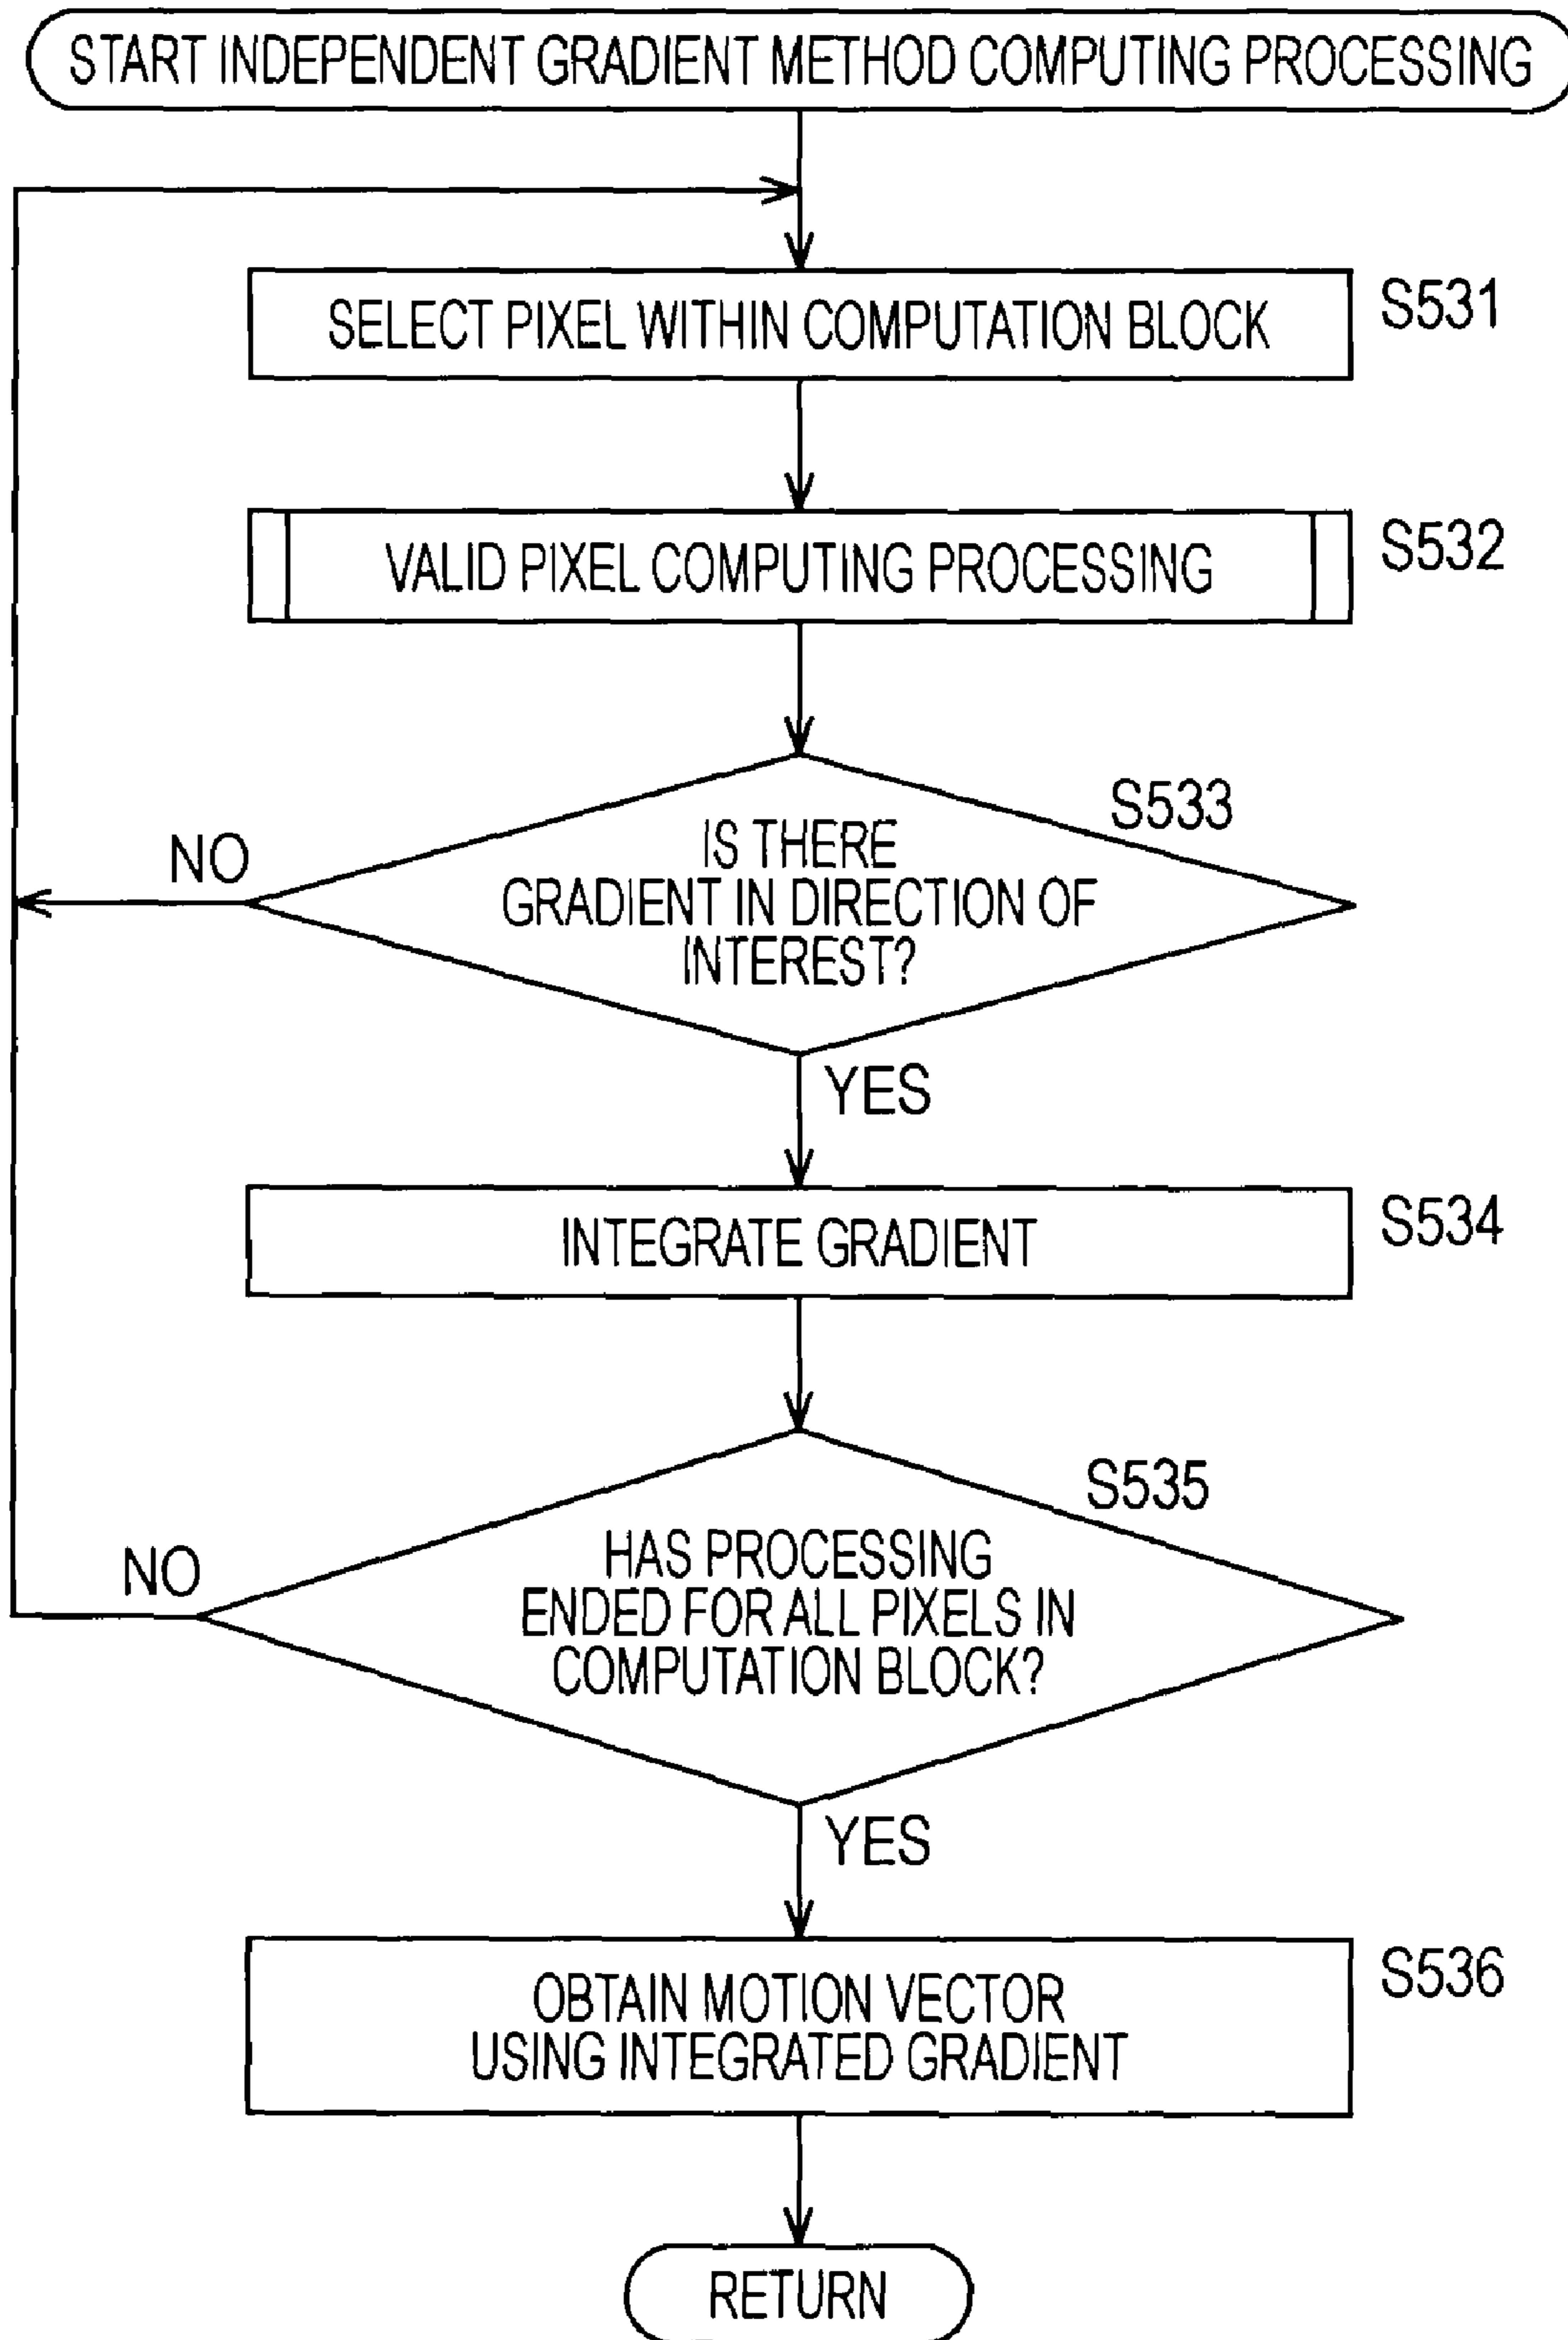 START INDEPENDENT GRADIENT METHOD COMPUTING PROCESSING
SELECT PIXEL WITHIN COMPUTATION BLOCK
S531
VALID PIXEL COMPUTING PROCESSING
S532
S533
IS THERE
GRADIENT IN DIRECTION OF
INTEREST?
NO
YES
INTEGRATE GRADIENT
S534
S535
HAS PROCESSING
ENDED FOR ALL PIXELS IN
COMPUTATION BLOCK?
NO
YES
OBTAIN MOTION VECTOR
USING INTEGRATED GRADIENT
S536
RETURN